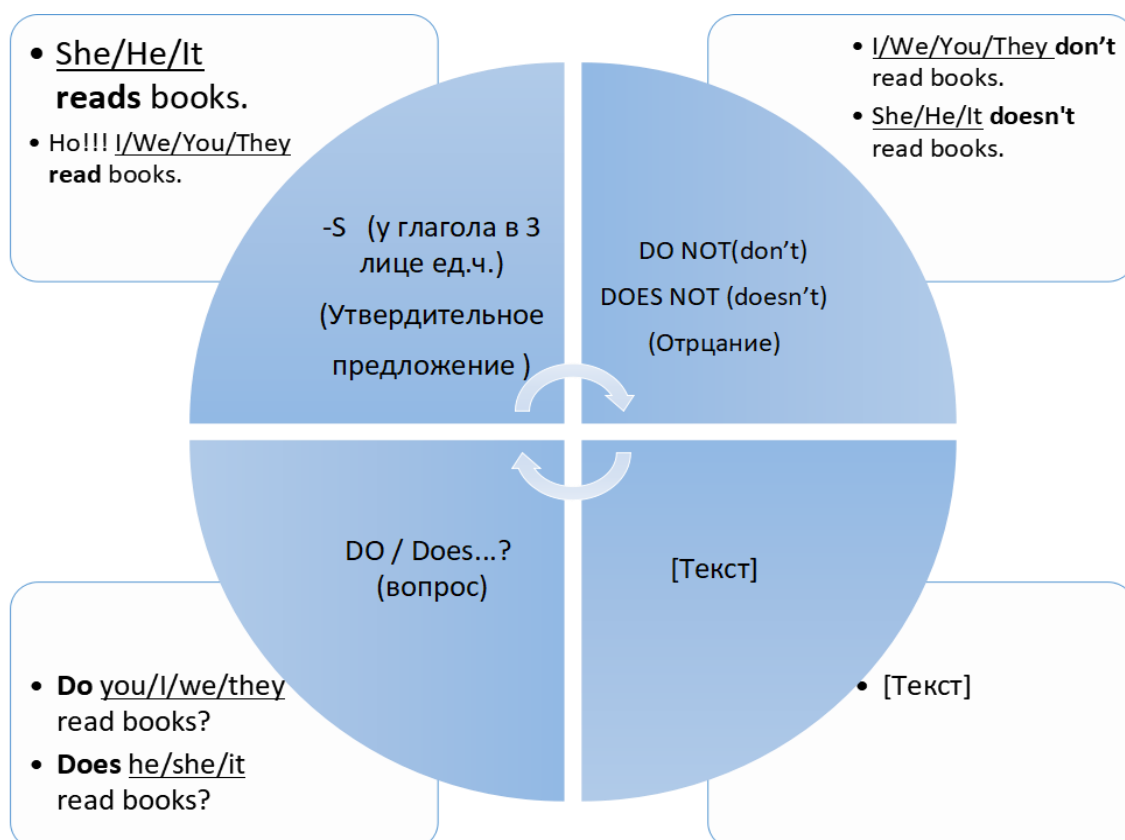 • She/He/It
reads books.
• Но!!! I/We/You/They
read books.
• I/We/You/They don’t
read books.
• She/He/It doesn't
read books.
-S (у глагола в 3
лице ед.ч.)
(Утвердительное
предложение )
DO NOT(don’t)
DOES NOT (doesn’t)
(Отрцание)
DO / Does...?
(вопрос)
[Текст]
• Do you/I/we/they
read books?
• Does he/she/it
read books?
• [Текст]